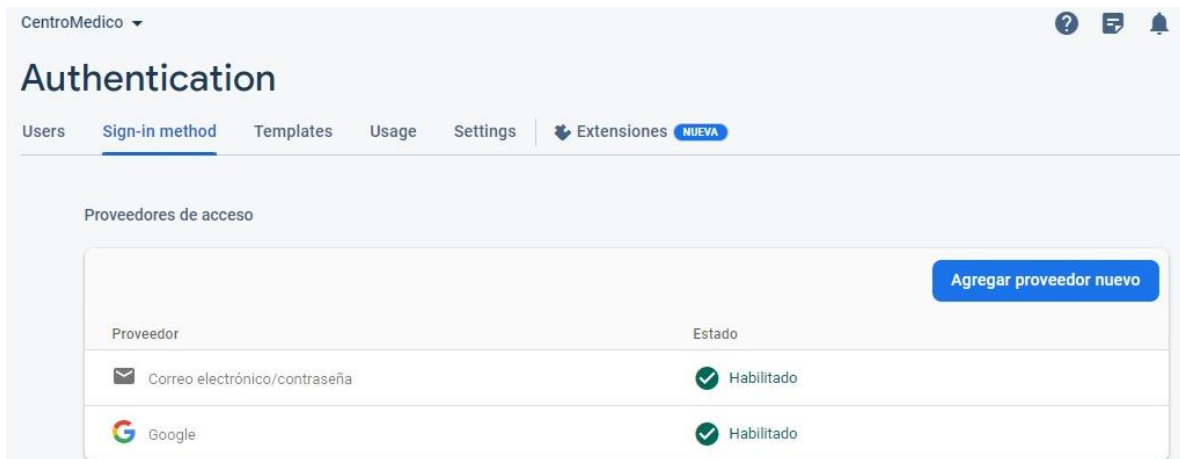 CentroMedico
Authentication
Users Sign-in method Templates Usage Settings Extensiones NUEVA
Proveedores de acceso
Agregar proveedor nuevo
Proveedor Estado
Correo electrónico/contraseña Habilitado
Google Habilitado